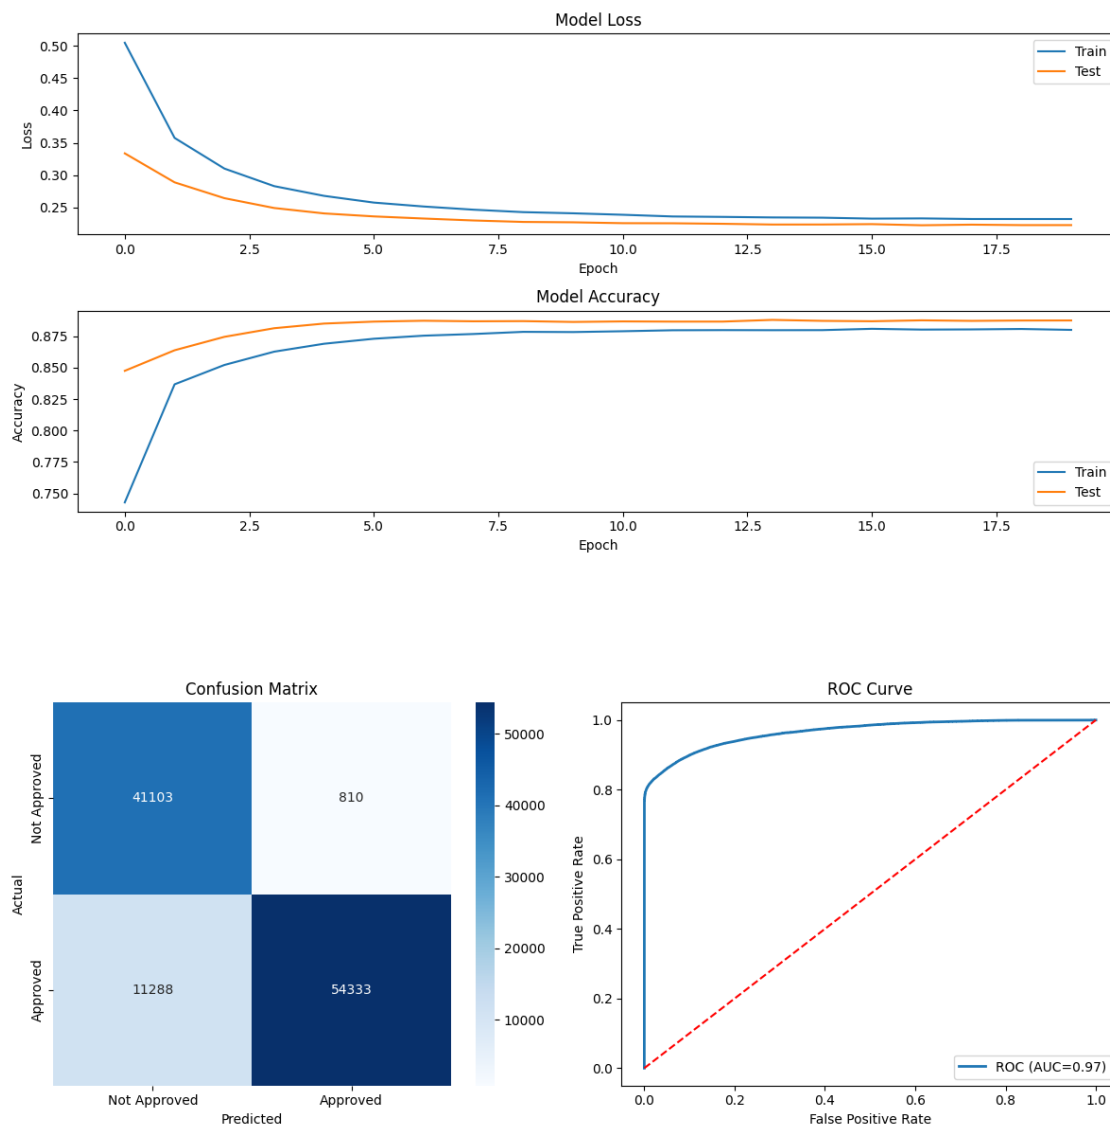 Model Loss
0.50
0.45
0.40
0.35
0.30
0.25
Loss
Train
Test
0.0 2.5 5.0 7.5 10.0 12.5 15.0 17.5
Epoch
Model Accuracy
0.875
0.850
0.825
0.800
0.775
0.750
Accuracy
Train
Test
0.0 2.5 5.0 7.5 10.0 12.5 15.0 17.5
Epoch
Confusion Matrix
Actual
Not Approved
Approved
41103 810
11288 54333
Not Approved Approved
Predicted
50000
40000
30000
20000
10000
ROC Curve
True Positive Rate
1.0
0.8
0.6
0.4
0.2
0.0
ROC (AUC=0.97)
0.0 0.2 0.4 0.6 0.8 1.0
False Positive Rate